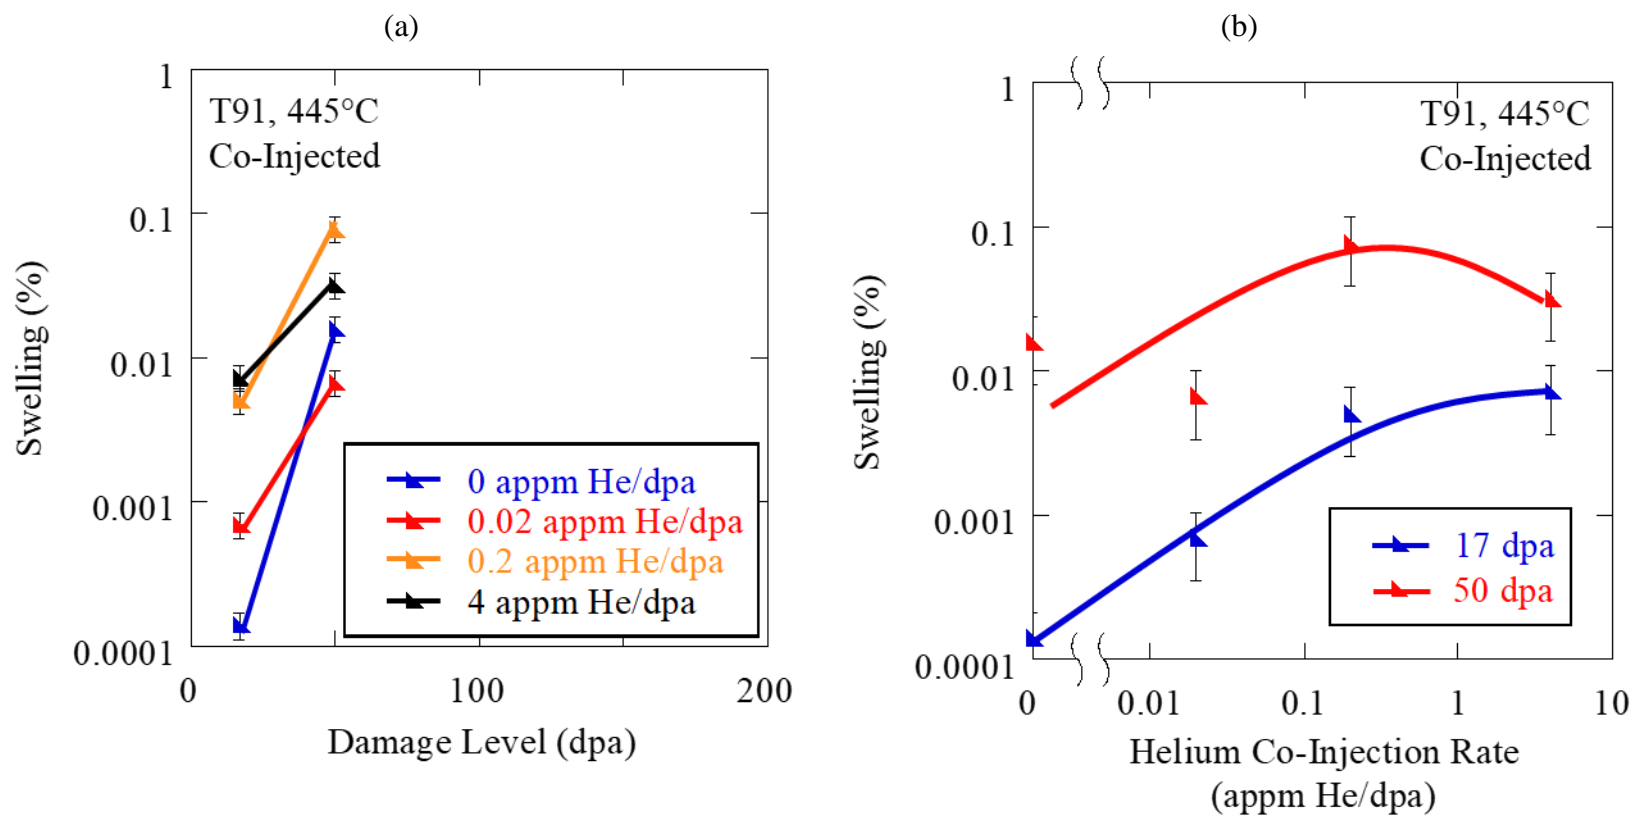 (a)
1
0.1
0.01
0.001
0.0001
T91, 445°C
Co-Injected
0 appm He/dpa
0.02 appm He/dpa
0.2 appm He/dpa
4 appm He/dpa
0
100
200
Damage Level (dpa)
Swelling (%)
(b)
1
0.1
0.01
0.001
0.0001
T91, 445°C
Co-Injected
17 dpa
50 dpa
0
0.01
0.1
1
10
Helium Co-Injection Rate
(appm He/dpa)
Swelling (%)